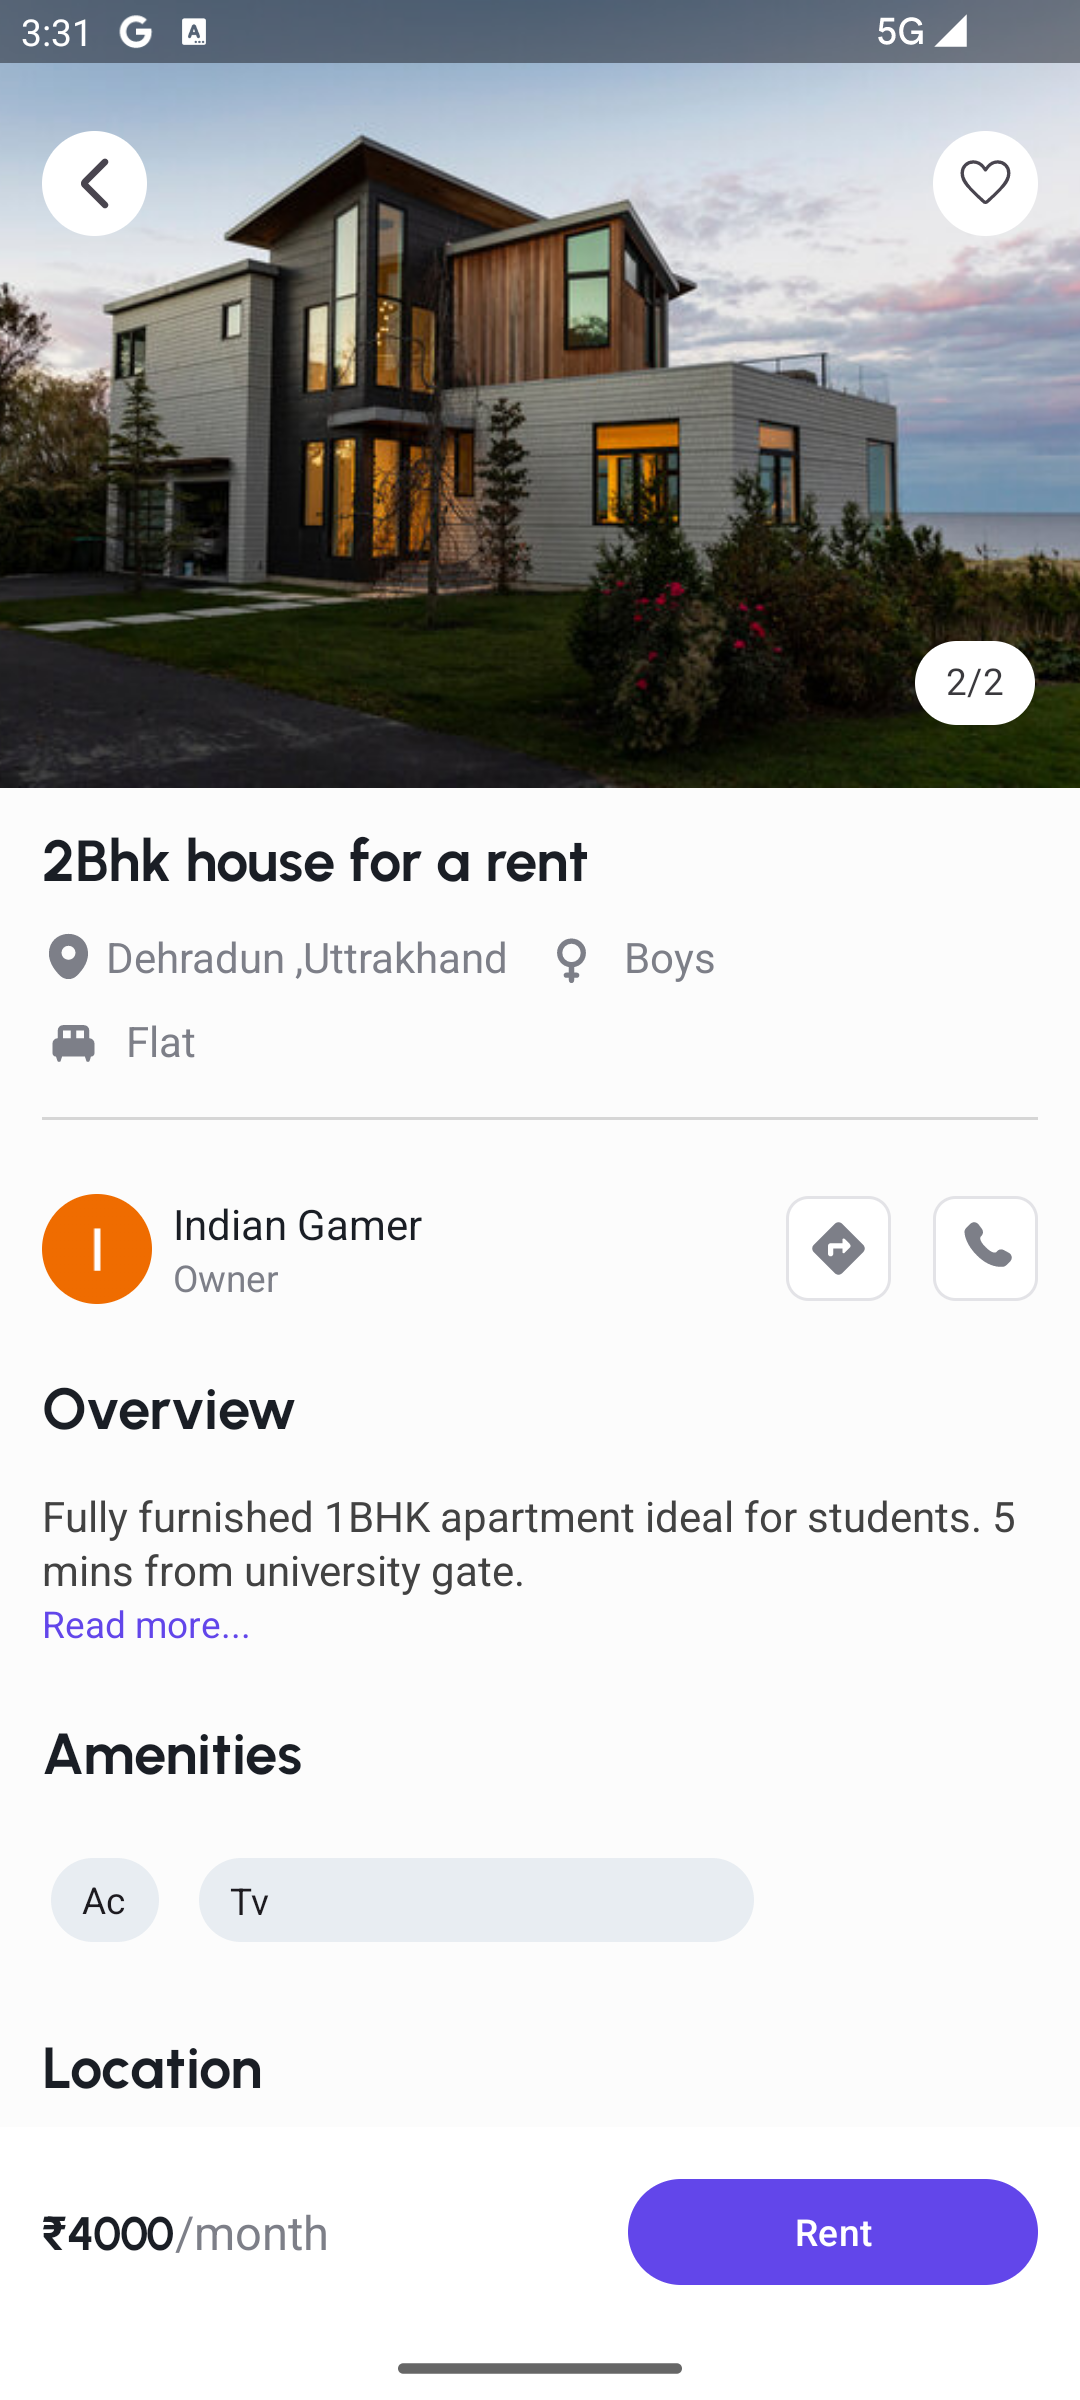 3:31
5G
2/2
2Bhk house for a rent
Dehradun ,Uttrakhand
Boys
Flat
I
Indian Gamer
Owner
Overview
Fully furnished 1BHK apartment ideal for students. 5
mins from university gate.
Read more...
Amenities
Ac
Tv
Location
₹4000/month
Rent